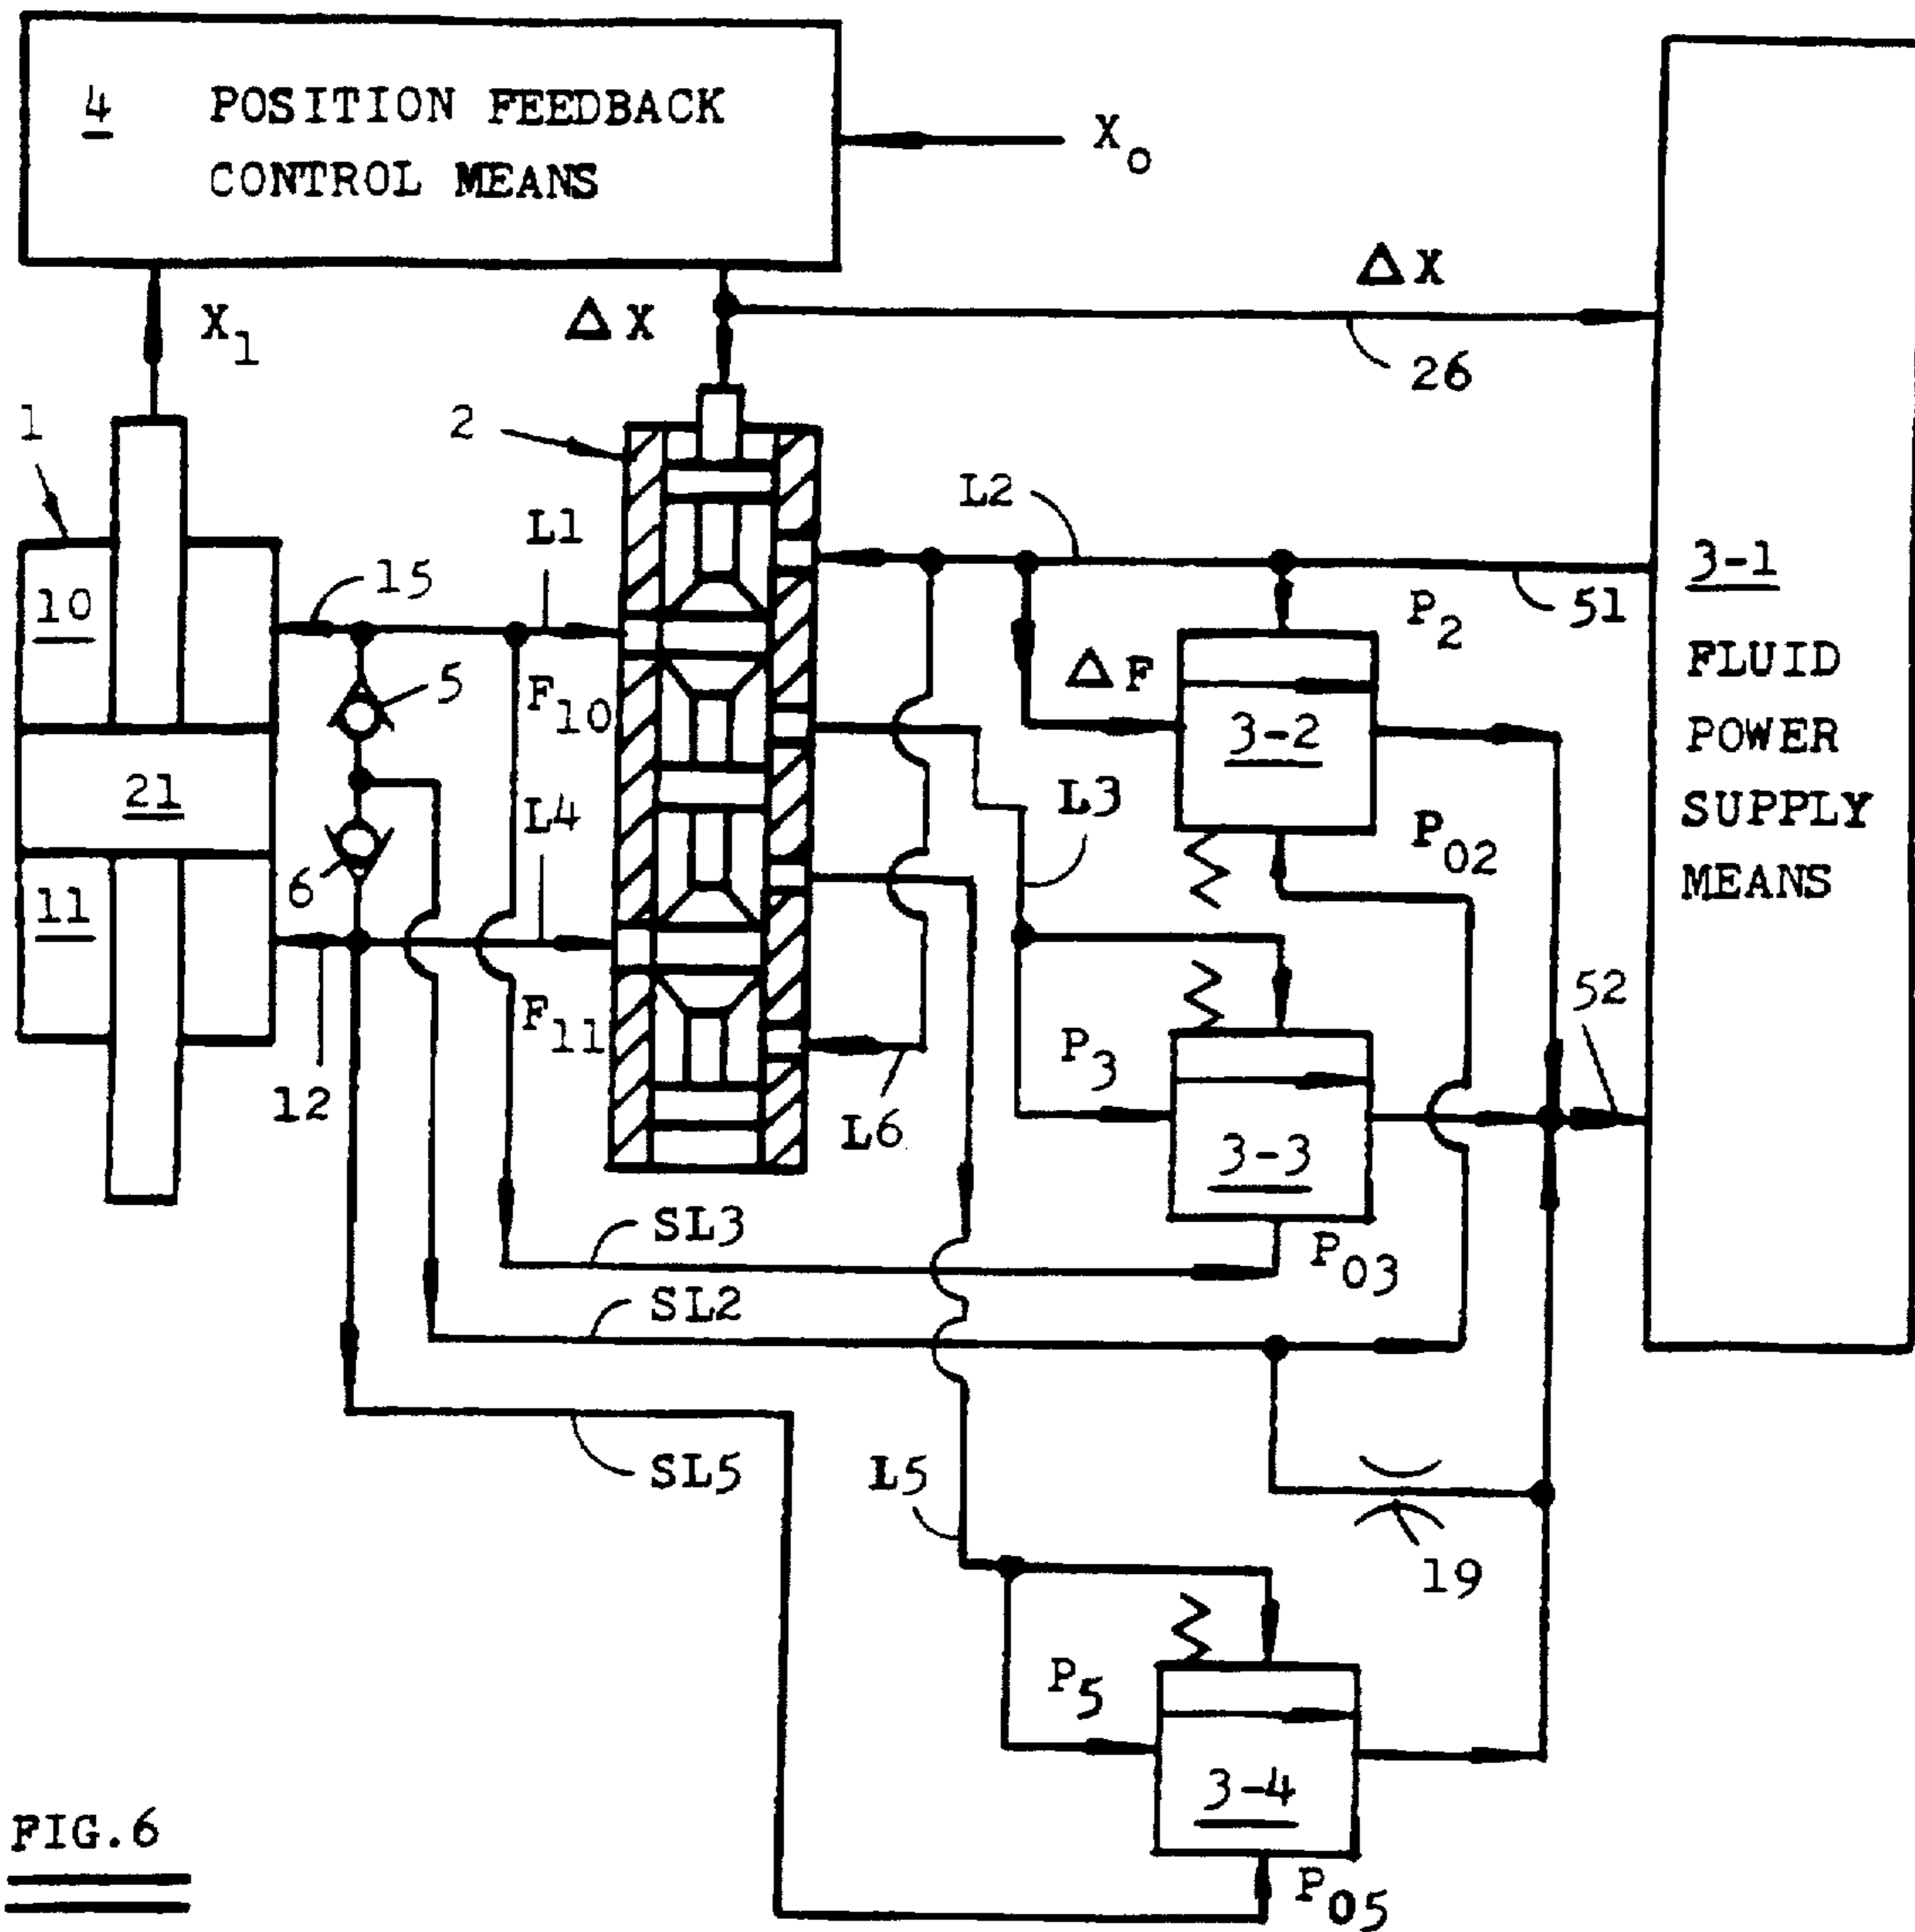 4 POSITION FEEDBACK
CONTROL MEANS
X₀
X₁
ΔX
ΔX
26
1
2
L2
L1
15
10
5
F₁₀
P₂
51
3-1
FLUID
POWER
SUPPLY
MEANS
ΔF
3-2
21
L4
L3
P₀₂
6
11
F₁₁
52
P₃
12
L6
3-3
SL3
P₀₃
SL2
SL5
L5
19
P₅
3-4
P₀₅
FIG.6